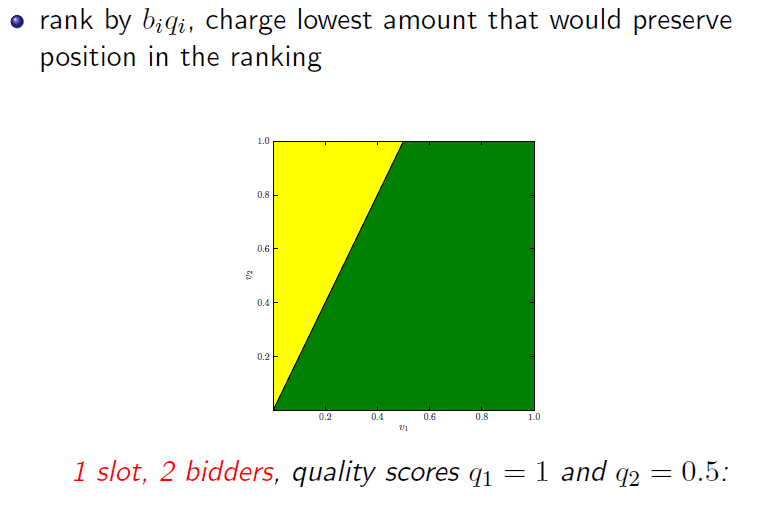 rank by b_i q_i, charge lowest amount that would preserve
position in the ranking
1.0
0.8
0.6
v_2
0.4
0.2
0.2 0.4 0.6 0.8 1.0
v_1
1 slot, 2 bidders, quality scores q_1 = 1 and q_2 = 0.5: